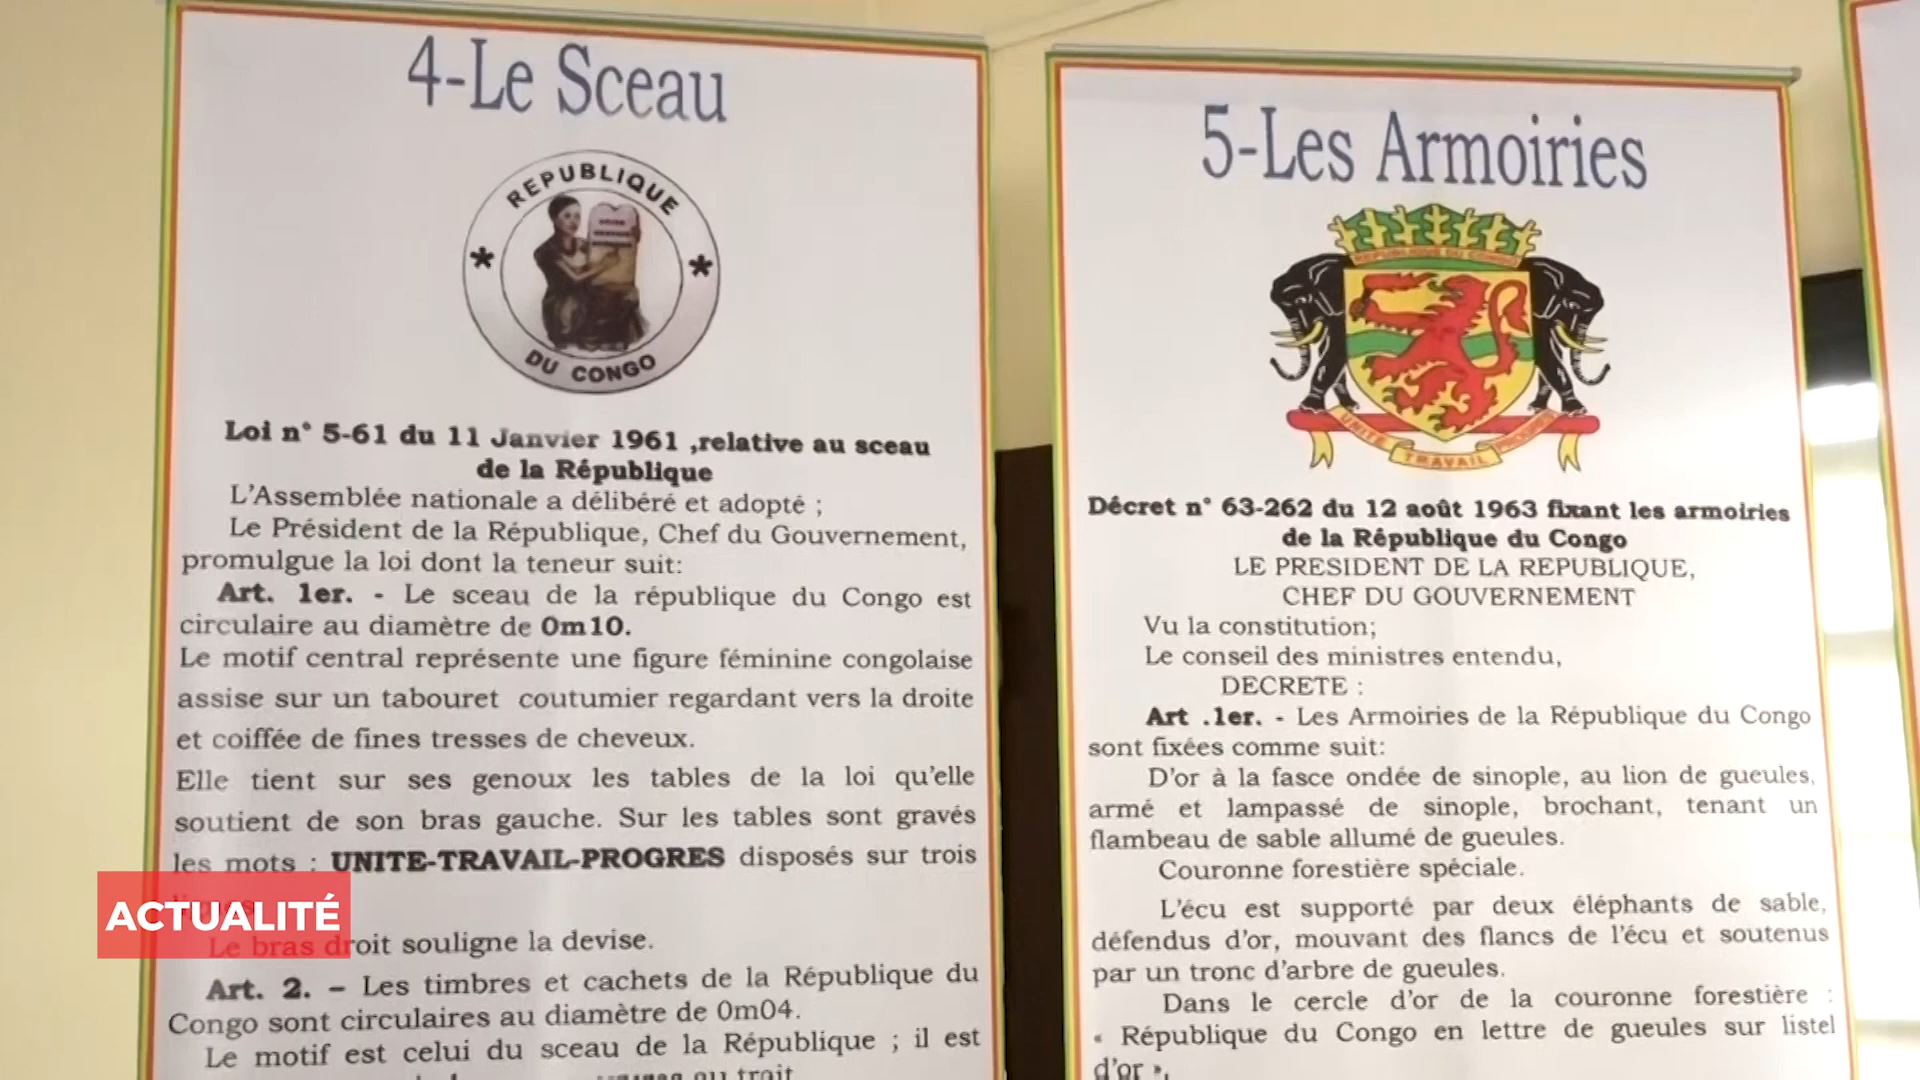 4-Le Sceau
REPUBLIQUE
* *
DU CONGO
Loi n° 5-61 du 11 Janvier 1961 ,relative au sceau
de la République
L'Assemblée nationale a délibéré et adopté ;
Le Président de la République, Chef du Gouvernement,
promulgue la loi dont la teneur suit:
Art. 1er. - Le sceau de la république du Congo est
circulaire au diamètre de 0m10.
Le motif central représente une figure féminine congolaise
assise sur un tabouret coutumier regardant vers la droite
et coiffée de fines tresses de cheveux.
Elle tient sur ses genoux les tables de la loi qu'elle
soutient de son bras gauche. Sur les tables sont gravés
les mots : UNITE-TRAVAIL-PROGRES disposés sur trois
lignes.
Le bras droit souligne la devise.
Art. 2. – Les timbres et cachets de la République du
Congo sont circulaires au diamètre de 0m04.
Le motif est celui du sceau de la République ; il est
au trait
5-Les Armoiries
REPUBLIQUE DU CONGO
UNITE TRAVAIL PROGRES
Décret n° 63-262 du 12 août 1963 fixant les armoiries
de la République du Congo
LE PRESIDENT DE LA REPUBLIQUE,
CHEF DU GOUVERNEMENT
Vu la constitution;
Le conseil des ministres entendu,
DECRETE :
Art .1er. - Les Armoiries de la République du Congo
sont fixées comme suit:
D'or à la fasce ondée de sinople, au lion de gueules,
armé et lampassé de sinople, brochant, tenant un
flambeau de sable allumé de gueules.
Couronne forestière spéciale.
L'écu est supporté par deux éléphants de sable,
défendus d'or, mouvant des flancs de l'écu et soutenus
par un tronc d'arbre de gueules.
Dans le cercle d'or de la couronne forestière :
« République du Congo en lettre de gueules sur listel
d'or ».
ACTUALITÉ